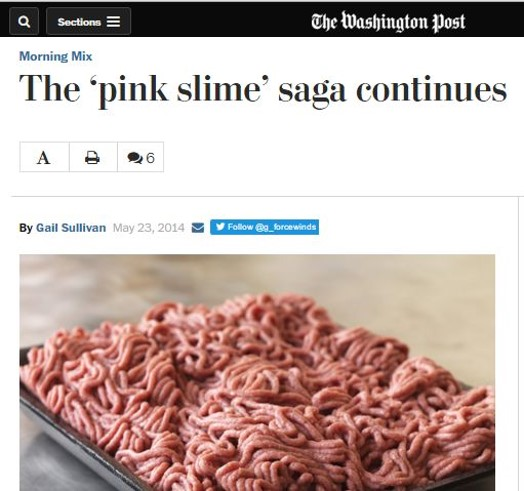 Sections
The Washington Post
Morning Mix
The ‘pink slime’ saga continues
A
6
By Gail Sullivan May 23, 2014 Follow @g_forcewinds